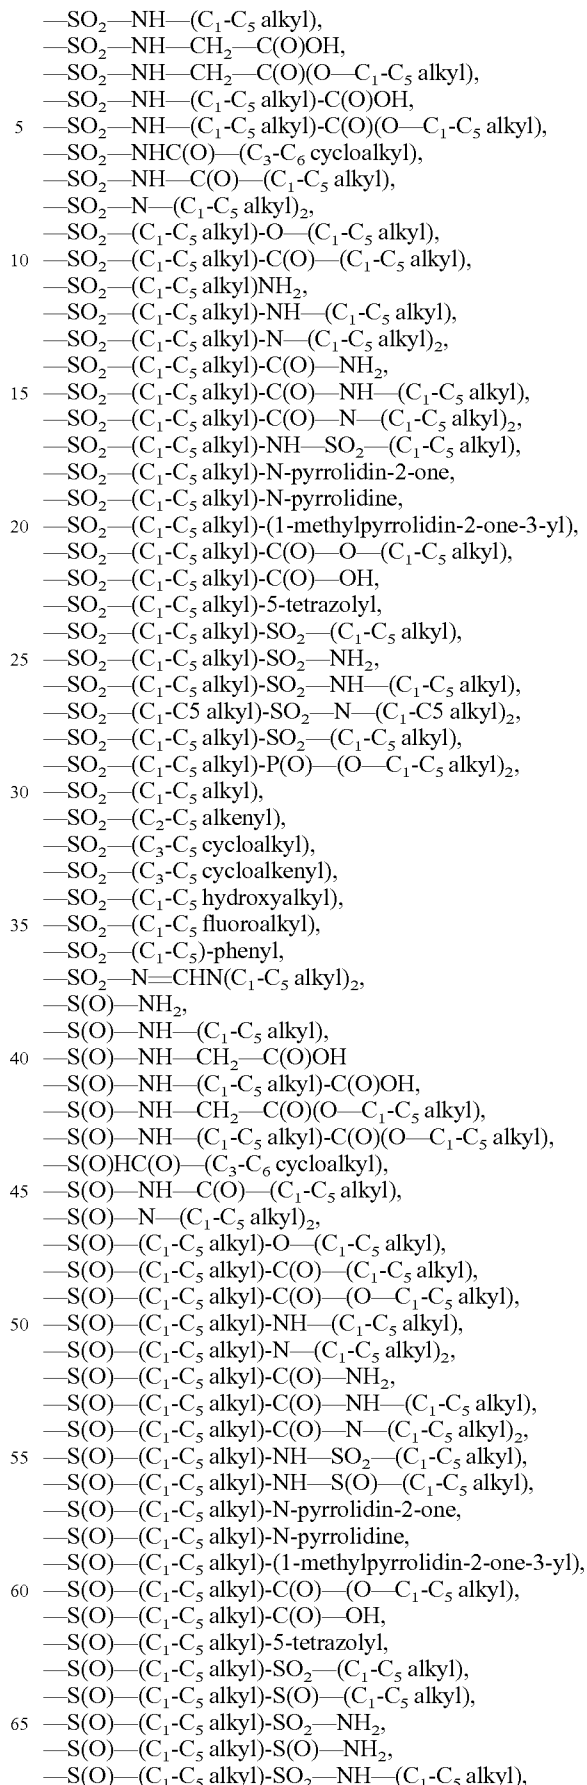 —SO₂—NH—(C₁-C₅ alkyl),
—SO₂—NH—CH₂—C(O)OH,
—SO₂—NH—CH₂—C(O)(O—C₁-C₅ alkyl),
—SO₂—NH—(C₁-C₅ alkyl)-C(O)OH,
5 —SO₂—NH—(C₁-C₅ alkyl)-C(O)(O—C₁-C₅ alkyl),
—SO₂—NHC(O)—(C₃-C₆ cycloalkyl),
—SO₂—NH—C(O)—(C₁-C₅ alkyl),
—SO₂—N—(C₁-C₅ alkyl)₂,
—SO₂—(C₁-C₅ alkyl)-O—(C₁-C₅ alkyl),
10 —SO₂—(C₁-C₅ alkyl)-C(O)—(C₁-C₅ alkyl),
—SO₂—(C₁-C₅ alkyl)NH₂,
—SO₂—(C₁-C₅ alkyl)-NH—(C₁-C₅ alkyl),
—SO₂—(C₁-C₅ alkyl)-N—(C₁-C₅ alkyl)₂,
—SO₂—(C₁-C₅ alkyl)-C(O)—NH₂,
15 —SO₂—(C₁-C₅ alkyl)-C(O)—NH—(C₁-C₅ alkyl),
—SO₂—(C₁-C₅ alkyl)-C(O)—N—(C₁-C₅ alkyl)₂,
—SO₂—(C₁-C₅ alkyl)-NH—SO₂—(C₁-C₅ alkyl),
—SO₂—(C₁-C₅ alkyl)-N-pyrrolidin-2-one,
—SO₂—(C₁-C₅ alkyl)-N-pyrrolidine,
20 —SO₂—(C₁-C₅ alkyl)-(1-methylpyrrolidin-2-one-3-yl),
—SO₂—(C₁-C₅ alkyl)-C(O)—O—(C₁-C₅ alkyl),
—SO₂—(C₁-C₅ alkyl)-C(O)—OH,
—SO₂—(C₁-C₅ alkyl)-5-tetrazolyl,
—SO₂—(C₁-C₅ alkyl)-SO₂—(C₁-C₅ alkyl),
25 —SO₂—(C₁-C₅ alkyl)-SO₂—NH₂,
—SO₂—(C₁-C₅ alkyl)-SO₂—NH—(C₁-C₅ alkyl),
—SO₂—(C₁-C5 alkyl)-SO₂—N—(C₁-C5 alkyl)₂,
—SO₂—(C₁-C₅ alkyl)-SO₂—(C₁-C₅ alkyl),
—SO₂—(C₁-C₅ alkyl)-P(O)—(O—C₁-C₅ alkyl)₂,
30 —SO₂—(C₁-C₅ alkyl),
—SO₂—(C₂-C₅ alkenyl),
—SO₂—(C₃-C₅ cycloalkyl),
—SO₂—(C₃-C₅ cycloalkenyl),
—SO₂—(C₁-C₅ hydroxyalkyl),
35 —SO₂—(C₁-C₅ fluoroalkyl),
—SO₂—(C₁-C₅)-phenyl,
—SO₂—N═CHN(C₁-C₅ alkyl)₂,
—S(O)—NH₂,
—S(O)—NH—(C₁-C₅ alkyl),
40 —S(O)—NH—CH₂—C(O)OH
—S(O)—NH—(C₁-C₅ alkyl)-C(O)OH,
—S(O)—NH—CH₂—C(O)(O—C₁-C₅ alkyl),
—S(O)—NH—(C₁-C₅ alkyl)-C(O)(O—C₁-C₅ alkyl),
—S(O)HC(O)—(C₃-C₆ cycloalkyl),
45 —S(O)—NH—C(O)—(C₁-C₅ alkyl),
—S(O)—N—(C₁-C₅ alkyl)₂,
—S(O)—(C₁-C₅ alkyl)-O—(C₁-C₅ alkyl),
—S(O)—(C₁-C₅ alkyl)-C(O)—(C₁-C₅ alkyl),
—S(O)—(C₁-C₅ alkyl)-C(O)—(O—C₁-C₅ alkyl),
50 —S(O)—(C₁-C₅ alkyl)-NH—(C₁-C₅ alkyl),
—S(O)—(C₁-C₅ alkyl)-N—(C₁-C₅ alkyl)₂,
—S(O)—(C₁-C₅ alkyl)-C(O)—NH₂,
—S(O)—(C₁-C₅ alkyl)-C(O)—NH—(C₁-C₅ alkyl),
—S(O)—(C₁-C₅ alkyl)-C(O)—N—(C₁-C₅ alkyl)₂,
55 —S(O)—(C₁-C₅ alkyl)-NH—SO₂—(C₁-C₅ alkyl),
—S(O)—(C₁-C₅ alkyl)-NH—S(O)—(C₁-C₅ alkyl),
—S(O)—(C₁-C₅ alkyl)-N-pyrrolidin-2-one,
—S(O)—(C₁-C₅ alkyl)-N-pyrrolidine,
—S(O)—(C₁-C₅ alkyl)-(1-methylpyrrolidin-2-one-3-yl),
60 —S(O)—(C₁-C₅ alkyl)-C(O)—(O—C₁-C₅ alkyl),
—S(O)—(C₁-C₅ alkyl)-C(O)—OH,
—S(O)—(C₁-C₅ alkyl)-5-tetrazolyl,
—S(O)—(C₁-C₅ alkyl)-SO₂—(C₁-C₅ alkyl),
—S(O)—(C₁-C₅ alkyl)-S(O)—(C₁-C₅ alkyl),
65 —S(O)—(C₁-C₅ alkyl)-SO₂—NH₂,
—S(O)—(C₁-C₅ alkyl)-S(O)—NH₂,
—S(O)—(C₁-C₅ alkyl)-SO₂—NH—(C₁-C₅ alkyl),